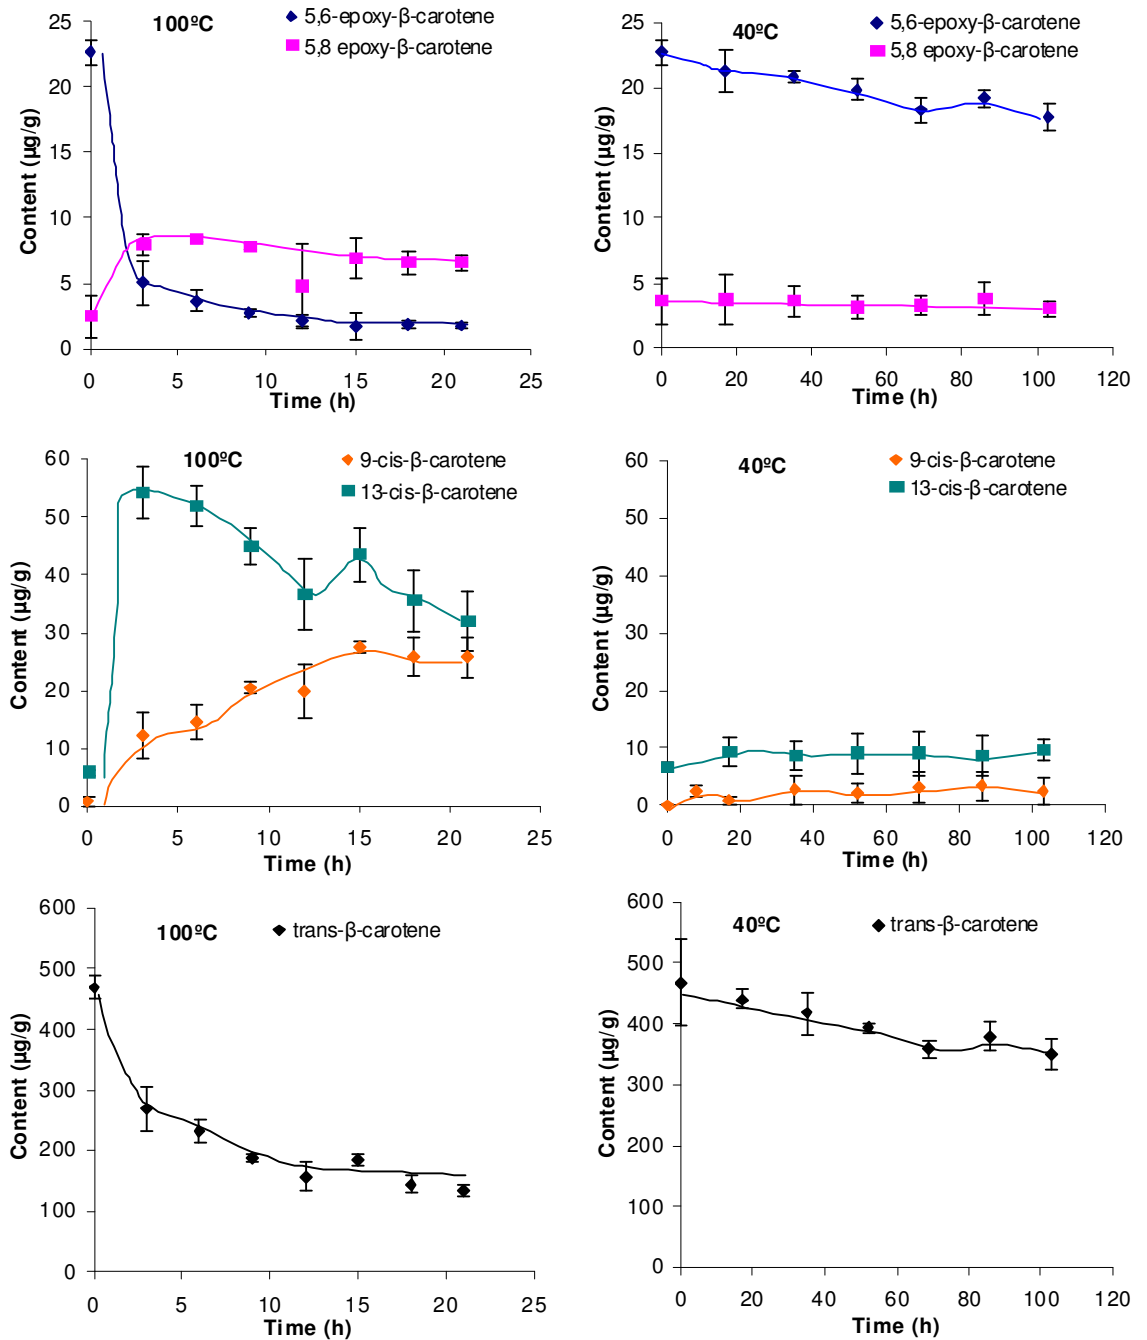 100ºC
5,6-epoxy-β-carotene
5,8 epoxy-β-carotene
Content (µg/g)
25
20
15
10
5
0
0 5 10 15 20 25
Time (h)
40ºC
5,6-epoxy-β-carotene
5,8 epoxy-β-carotene
Content (µg/g)
25
20
15
10
5
0
0 20 40 60 80 100 120
Time (h)
100ºC
9-cis-β-carotene
13-cis-β-carotene
Content (µg/g)
60
50
40
30
20
10
0
0 5 10 15 20 25
Time (h)
40ºC
9-cis-β-carotene
13-cis-β-carotene
Content (µg/g)
60
50
40
30
20
10
0
0 20 40 60 80 100 120
Time (h)
100ºC
trans-β-carotene
Content (µg/g)
600
500
400
300
200
100
0
0 5 10 15 20 25
Time (h)
40ºC
trans-β-carotene
Content (µg/g)
600
500
400
300
200
100
0
0 20 40 60 80 100 120
Time (h)